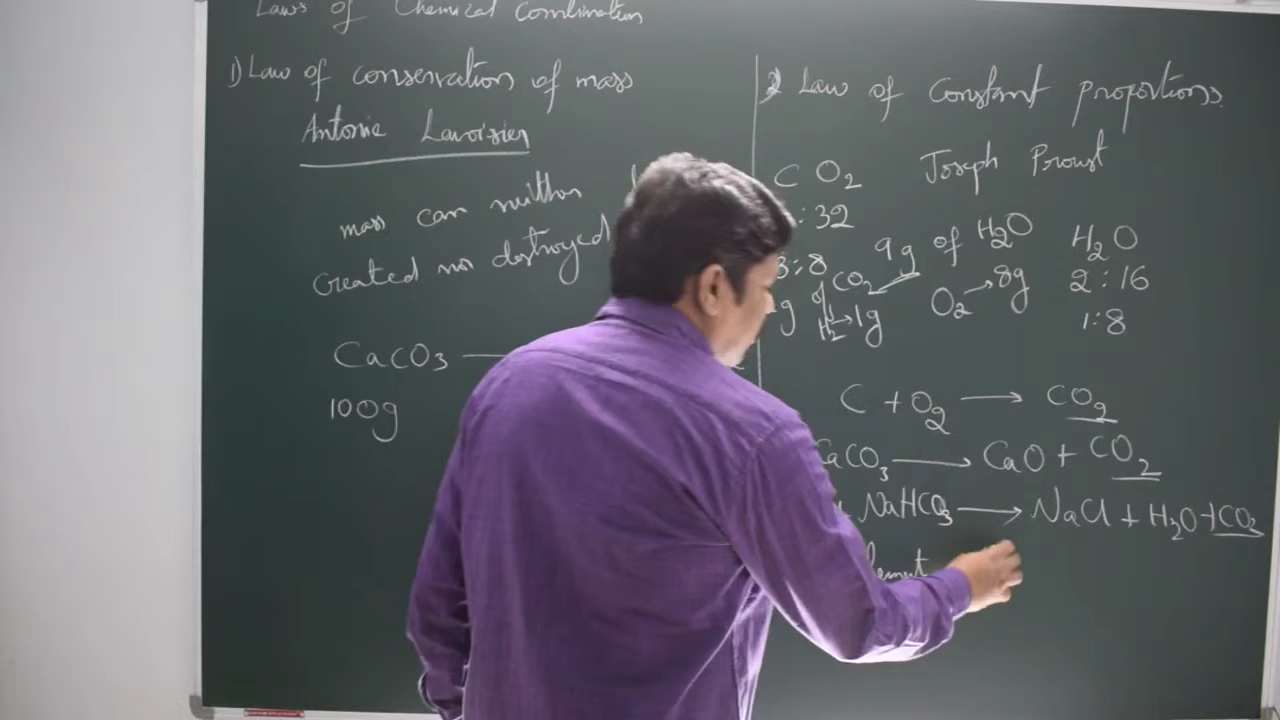 Laws of Chemical Combination
1) Law of conservation of mass
Antonie Lavoisier
mass can neither
created nor destroyed
CaCO₃ →
100g
2) Law of Constant proportions
Joseph Proust
CO₂
:32
3:8
9g of H₂O
H₂O
2:16
1:8
g of CO₂
H₂→1g
O₂→8g
C + O₂ → CO₂
CaCO₃ → CaO + CO₂
NaHCO₃ → NaCl + H₂O + CO₂